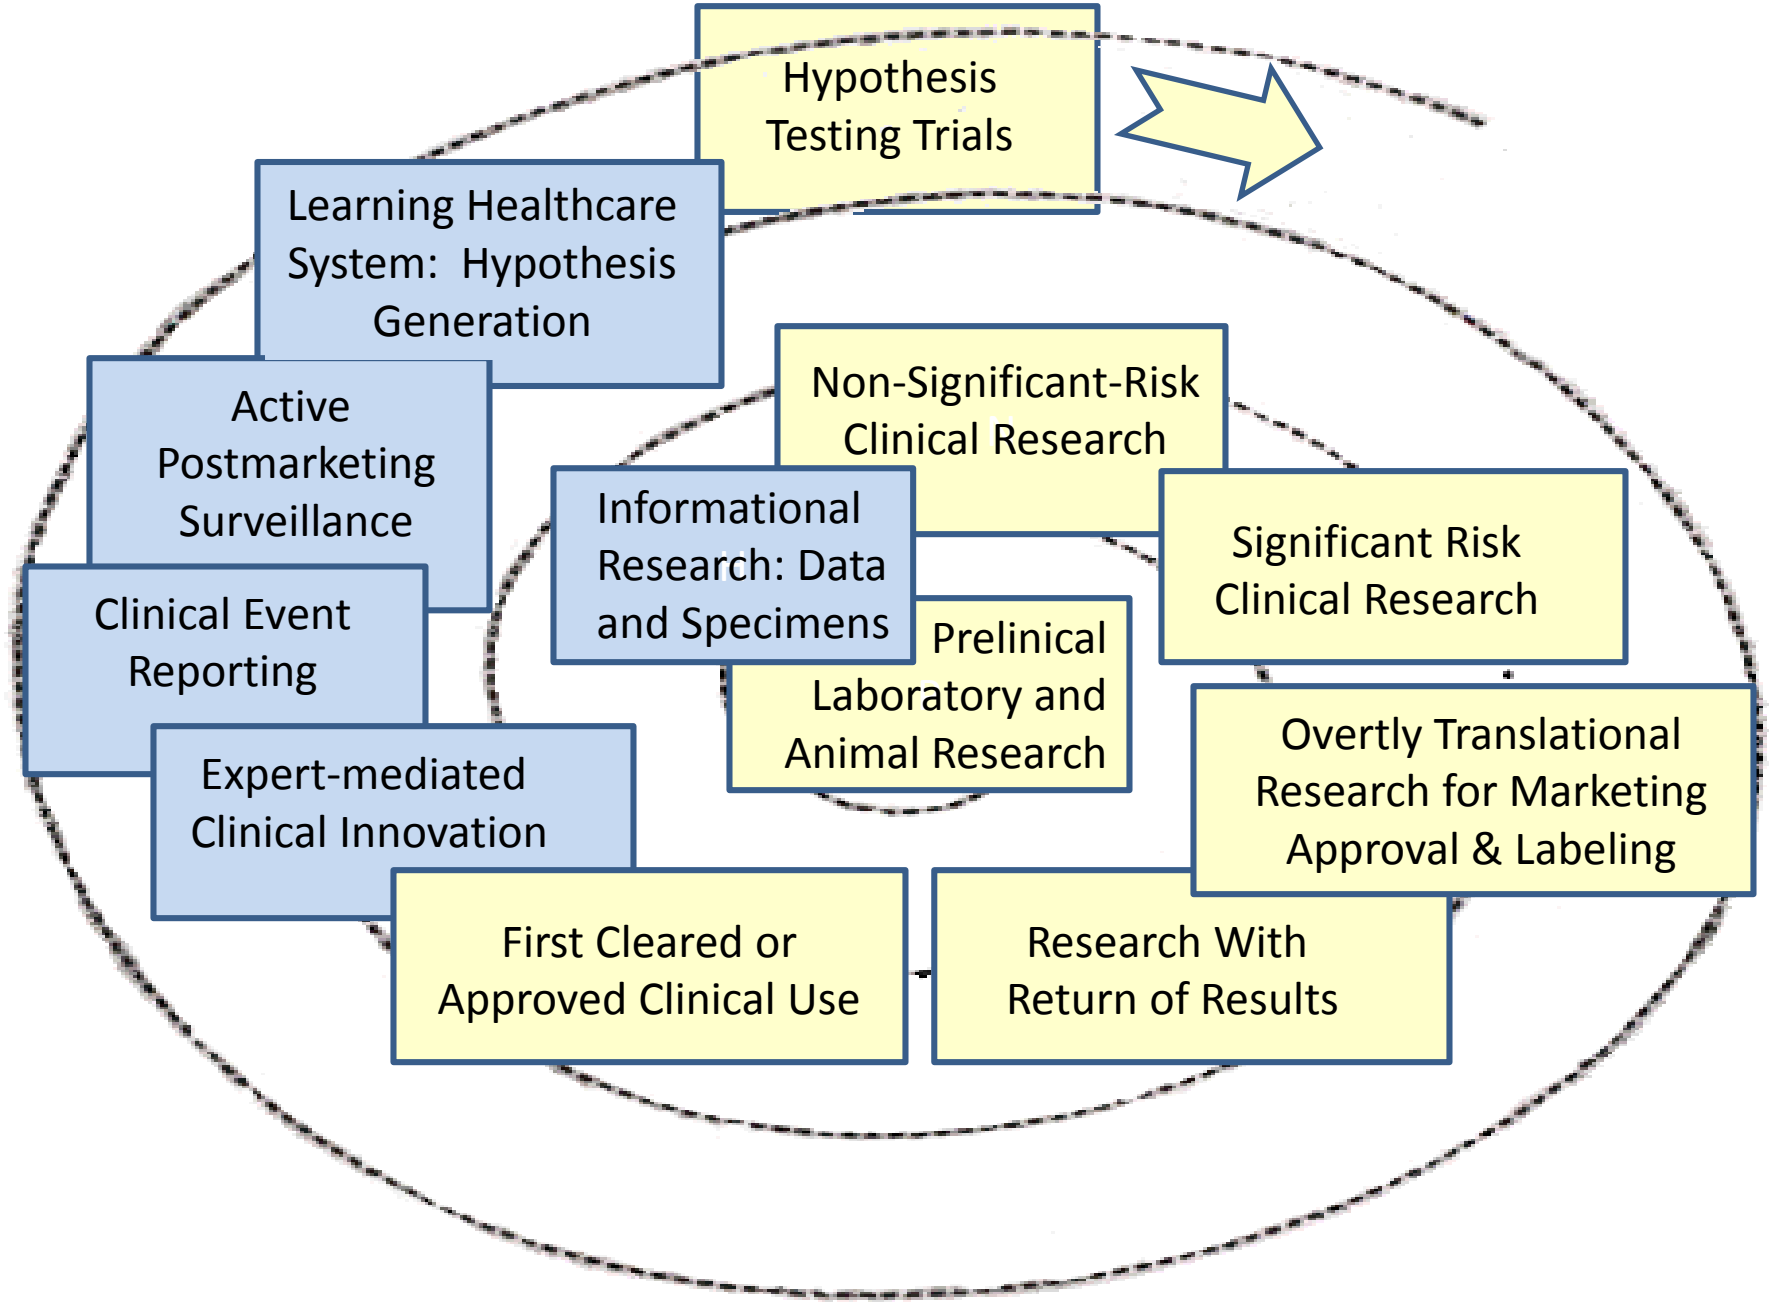 Hypothesis
Testing Trials
Learning Healthcare
System:  Hypothesis
Generation
Active
Postmarketing
Surveillance
Clinical Event
Reporting
Expert-mediated
Clinical Innovation
First Cleared or
Approved Clinical Use
Research With
Return of Results
Overtly Translational
Research for Marketing
Approval & Labeling
Significant Risk
Clinical Research
Non-Significant-Risk
Clinical Research
Informational
Research: Data
and Specimens
Prelinical
Laboratory and
Animal Research